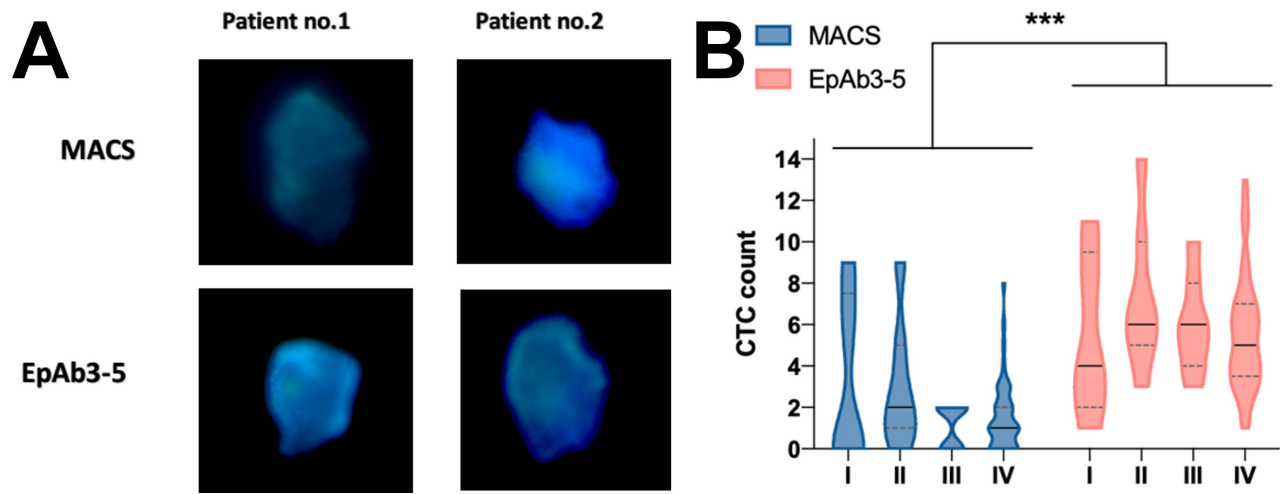 A
Patient no.1
Patient no.2
MACS
EpAb3-5
B
MACS
EpAb3-5
***
CTC count
14
12
10
8
6
4
2
0
I II III IV I II III IV